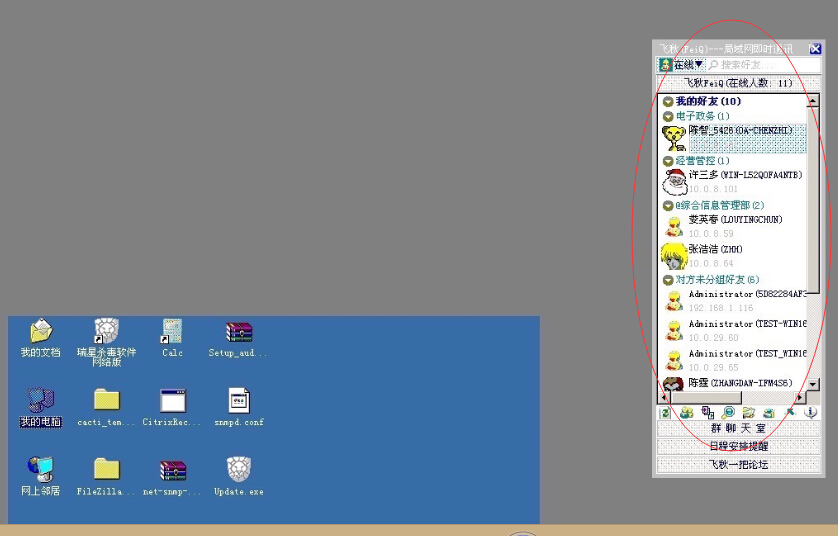 飞秋(FeiQ)---局域网即时通讯
在线▼ 搜索好友...
飞秋FeiQ(在线人数: 11)
我的好友(10)
电子政务(1)
陈智_5426(OA-CHENZHI)
经营管控(1)
许三多(WIN-L52QOFA4NTB)
10.0.8.101
@综合信息管理部(2)
娄英春(LOUYINGCHUN)
10.0.8.59
张洁洁(ZHH)
10.0.8.64
对方未分组好友(6)
Administrator(5D82284AF3
192.168.1.116
Administrator(TEST-WIN16
10.0.29.60
Administrator(TEST_WIN16
10.0.29.65
陈霆(ZHANGDAW-IFM4S6)
群 聊 天 室
日程安排提醒
飞秋一把论坛
我的文档
瑞星杀毒软件
网络版
Calc
Setup_aud...
我的电脑
cacti_tem...
CitrixRec...
snmpd.conf
网上邻居
FileZilla...
net-snmp-...
Update.exe